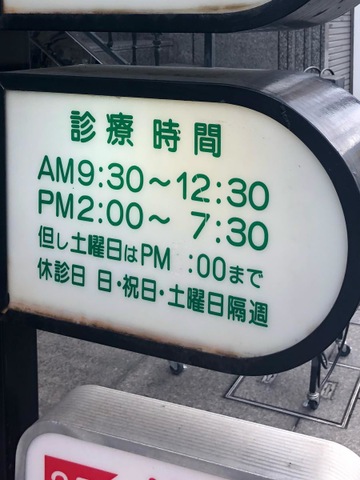 診療時間
AM9:30〜12:30
PM2:00〜 7:30
但し土曜日はPM :00まで
休診日 日・祝日・土曜日隔週